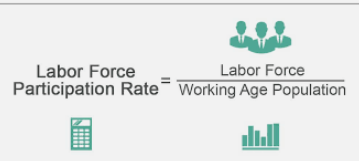 Labor Force
Participation Rate
=
Labor Force
Working Age Population